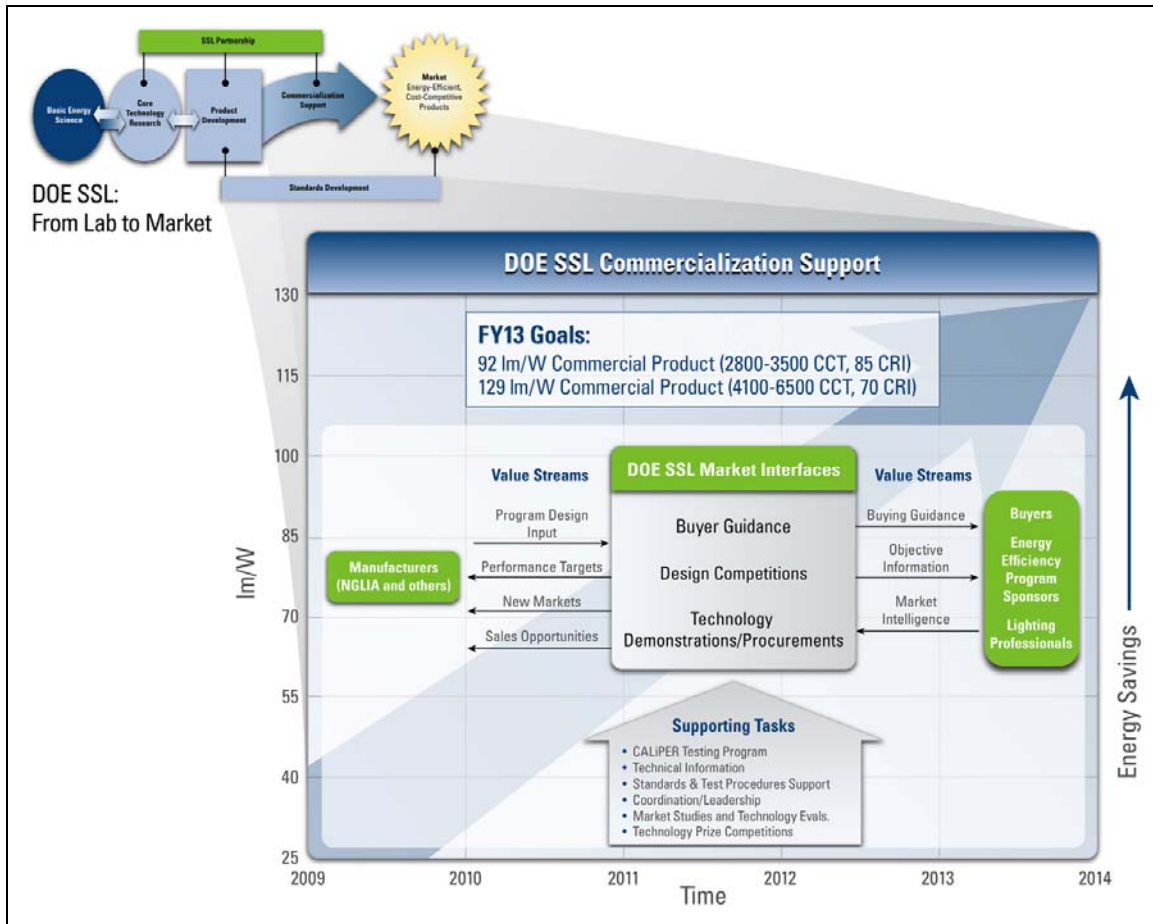 SSL Partnership
Basic Energy
Science
Core
Technology
Research
Product
Development
Commercialization
Support
Market
Energy-Efficient,
Cost-Competitive
Products
Standards Development
DOE SSL:
From Lab to Market
DOE SSL Commercialization Support
FY13 Goals:
92 lm/W Commercial Product (2800-3500 CCT, 85 CRI)
129 lm/W Commercial Product (4100-6500 CCT, 70 CRI)
130
115
100
85
70
55
40
25
lm/W
Manufacturers
(NGLIA and others)
Value Streams
Program Design
Input
Performance Targets
New Markets
Sales Opportunities
DOE SSL Market Interfaces
Buyer Guidance
Design Competitions
Technology
Demonstrations/Procurements
Value Streams
Buying Guidance
Objective
Information
Market
Intelligence
Buyers
Energy
Efficiency
Program
Sponsors
Lighting
Professionals
Energy Savings
Supporting Tasks
• CALiPER Testing Program
• Technical Information
• Standards & Test Procedures Support
• Coordination/Leadership
• Market Studies and Technology Evals.
• Technology Prize Competitions
2009
2010
2011
2012
2013
2014
Time